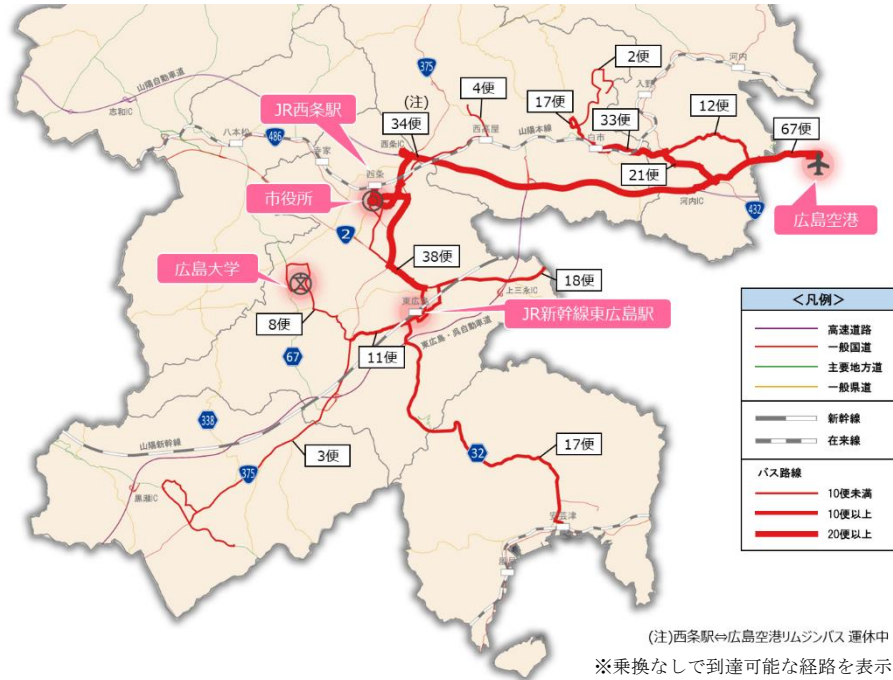 山陽自動車道
志和IC
八本松
486
寺家
JR西条駅
(注)
34便
西条IC
西条
375
4便
西高屋
山陽本線
2便
17便
白市
33便
入野
河内
12便
67便
21便
河内IC
432
広島空港
市役所
2
広島大学
38便
18便
上三永IC
東広島
JR新幹線東広島駅
東広島・呉自動車道
8便
11便
67
338
山陽新幹線
3便
375
黒瀬IC
32
17便
安芸津
風早
<凡例>
高速道路
一般国道
主要地方道
一般県道
新幹線
在来線
バス路線
10便未満
10便以上
20便以上
(注)西条駅⇔広島空港リムジンバス 運休中
※乗換なしで到達可能な経路を表示